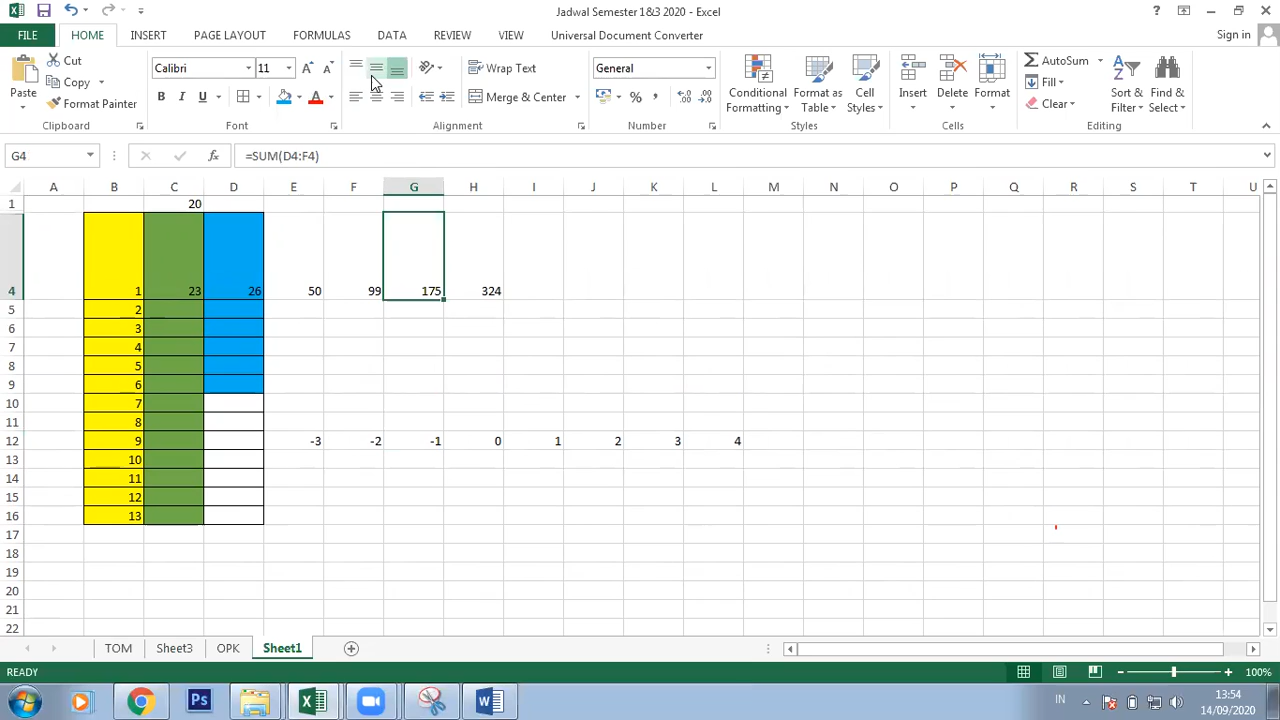 Jadwal Semester 1&3 2020 - Excel
FILE HOME INSERT PAGE LAYOUT FORMULAS DATA REVIEW VIEW Universal Document Converter Sign in
Paste Cut Copy Format Painter
Calibri 11
B I U A
Wrap Text
Merge & Center
General
%
Conditional Formatting
Format as Table
Cell Styles
Insert Delete Format
AutoSum
Fill
Clear
Sort & Filter
Find & Select
Clipboard Font Alignment Number Styles Cells Editing
G4 fx =SUM(D4:F4)
A B C D E F G H I J K L M N O P Q R S T U
1 20
4 1 23 26 50 99 175 324
5 2
6 3
7 4
8 5
9 6
10 7
11 8
12 9 -3 -2 -1 0 1 2 3 4
13 10
14 11
15 12
16 13
17
18
19
20
21
22
TOM Sheet3 OPK Sheet1
READY 100%
Ps IN 13:54
14/09/2020